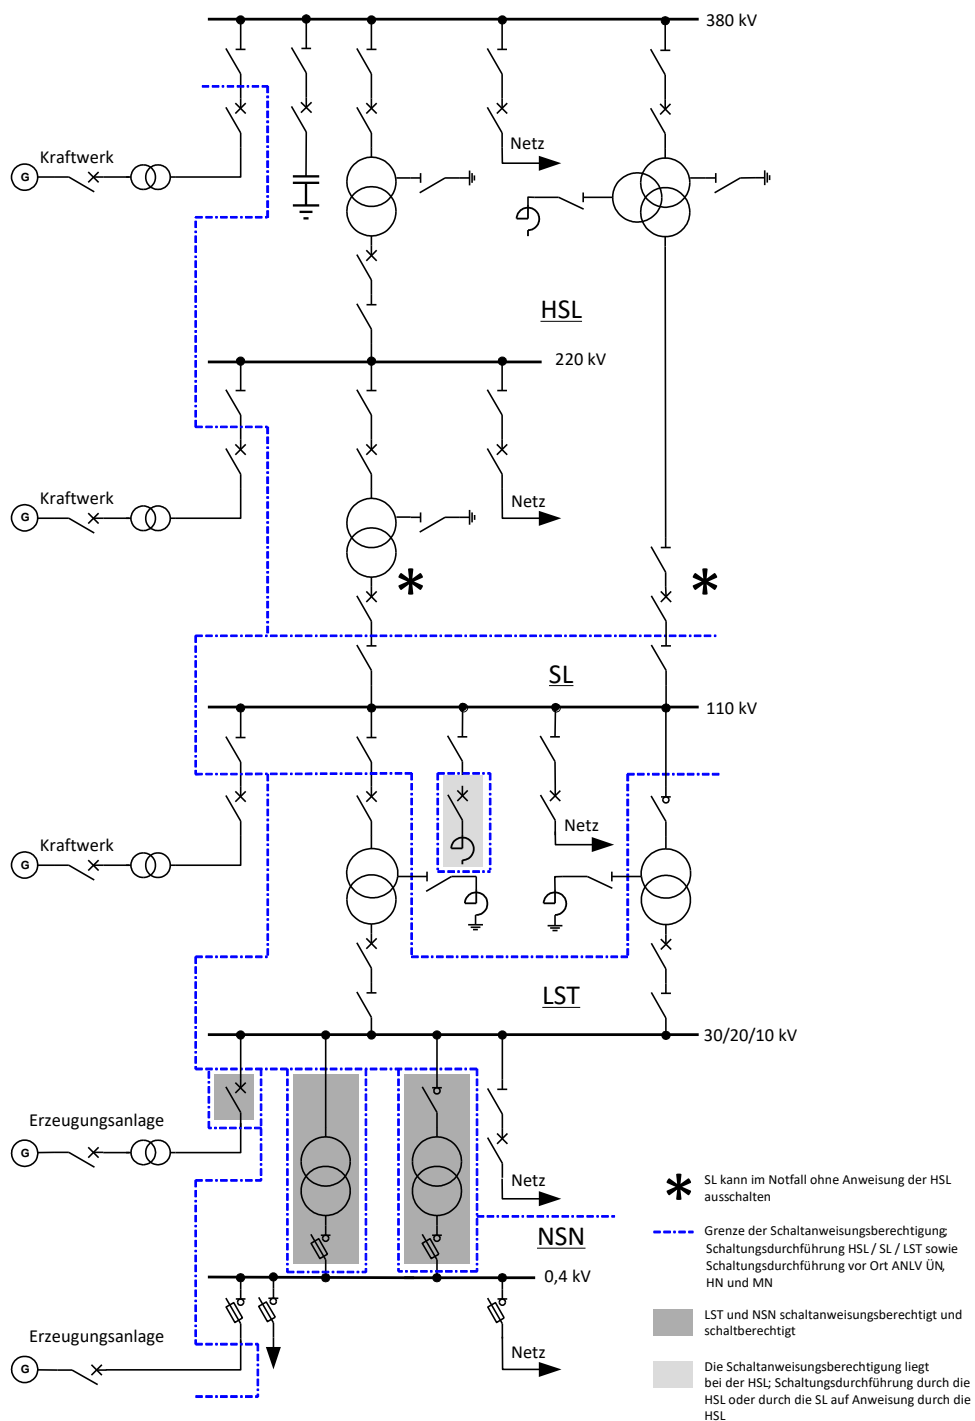 380 kV
Netz
Kraftwerk
G
HSL
220 kV
Kraftwerk
G
Netz
*
*
SL
110 kV
Netz
Kraftwerk
G
LST
30/20/10 kV
Erzeugungsanlage
G
Netz
NSN
0,4 kV
Erzeugungsanlage
G
Netz
* SL kann im Notfall ohne Anweisung der HSL
ausschalten
Grenze der Schaltanweisungsberechtigung;
Schaltungsdurchführung HSL / SL / LST sowie
Schaltungsdurchführung vor Ort ANLV ÜN,
HN und MN
LST und NSN schaltanweisungsberechtigt und
schaltberechtigt
Die Schaltanweisungsberechtigung liegt
bei der HSL; Schaltungsdurchführung durch die
HSL oder durch die SL auf Anweisung durch die
HSL